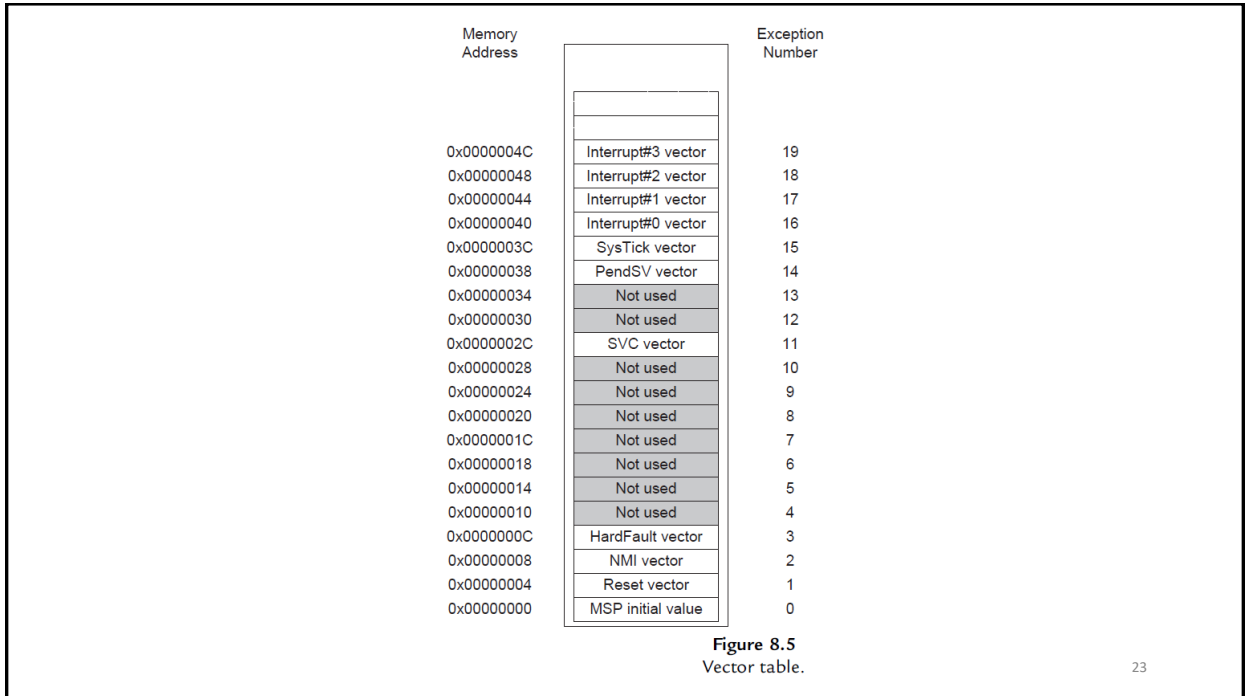 Memory Exception
Address Number
0x0000004C Interrupt#3 vector 19
0x00000048 Interrupt#2 vector 18
0x00000044 Interrupt#1 vector 17
0x00000040 Interrupt#0 vector 16
0x0000003C SysTick vector 15
0x00000038 PendSV vector 14
0x00000034 Not used 13
0x00000030 Not used 12
0x0000002C SVC vector 11
0x00000028 Not used 10
0x00000024 Not used 9
0x00000020 Not used 8
0x0000001C Not used 7
0x00000018 Not used 6
0x00000014 Not used 5
0x00000010 Not used 4
0x0000000C HardFault vector 3
0x00000008 NMI vector 2
0x00000004 Reset vector 1
0x00000000 MSP initial value 0
Figure 8.5
Vector table.
23